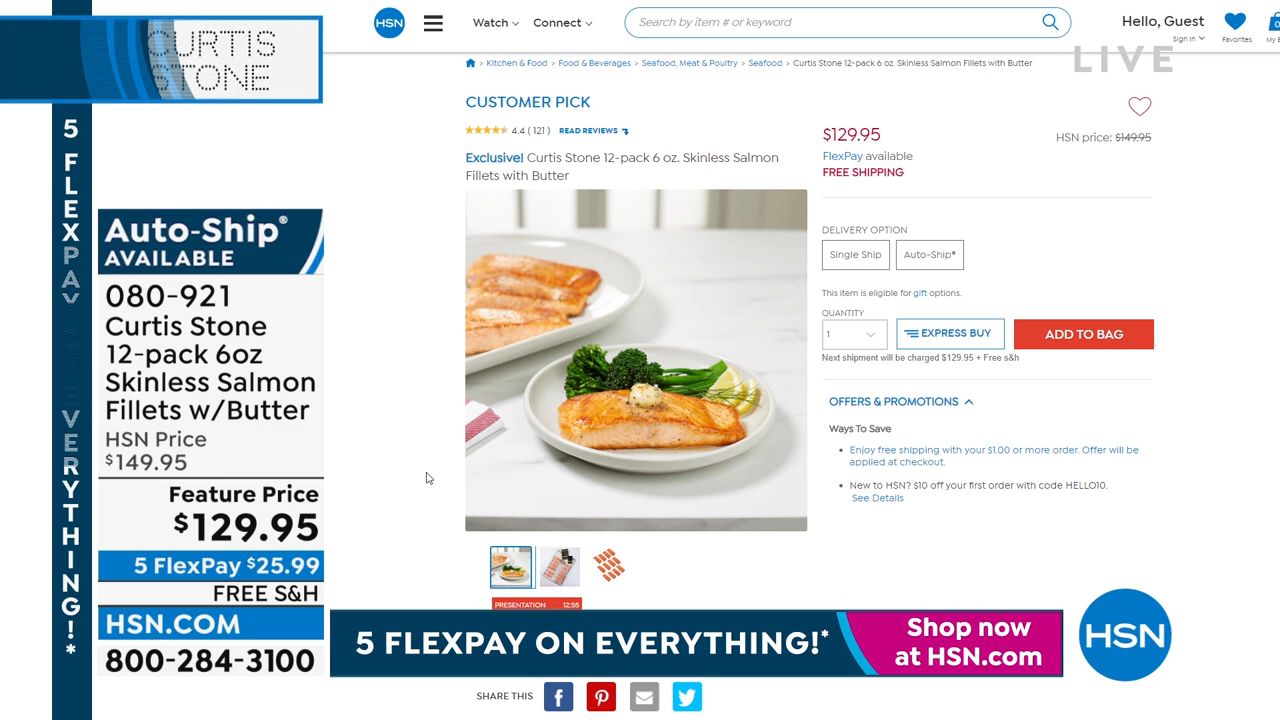 CURTIS
STONE
5 FLEXPAY ON EVERYTHING!*
Auto-Ship®
AVAILABLE
080-921
Curtis Stone
12-pack 6oz
Skinless Salmon
Fillets w/Butter
HSN Price
$149.95
Feature Price
$129.95
5 FlexPay $25.99
FREE S&H
HSN.COM
800-284-3100
HSN
Watch
Connect
Search by item # or keyword
Hello, Guest
Sign In
Favorites
0
LIVE
> Kitchen & Food > Food & Beverages > Seafood, Meat & Poultry > Seafood > Curtis Stone 12-pack 6 oz. Skinless Salmon Fillets with Butter
CUSTOMER PICK
4.4 ( 121 ) READ REVIEWS
Exclusive! Curtis Stone 12-pack 6 oz. Skinless Salmon
Fillets with Butter
PRESENTATION 12:56
$129.95
HSN price: $149.95
FlexPay available
FREE SHIPPING
DELIVERY OPTION
Single Ship
Auto-Ship®
This item is eligible for gift options.
QUANTITY
1
EXPRESS BUY
ADD TO BAG
Next shipment will be charged $129.95 + Free s&h
OFFERS & PROMOTIONS
Ways To Save
• Enjoy free shipping with your $1.00 or more order. Offer will be
applied at checkout.
• New to HSN? $10 off your first order with code HELLO10.
See Details
5 FLEXPAY ON EVERYTHING!*
Shop now
at HSN.com
HSN
SHARE THIS